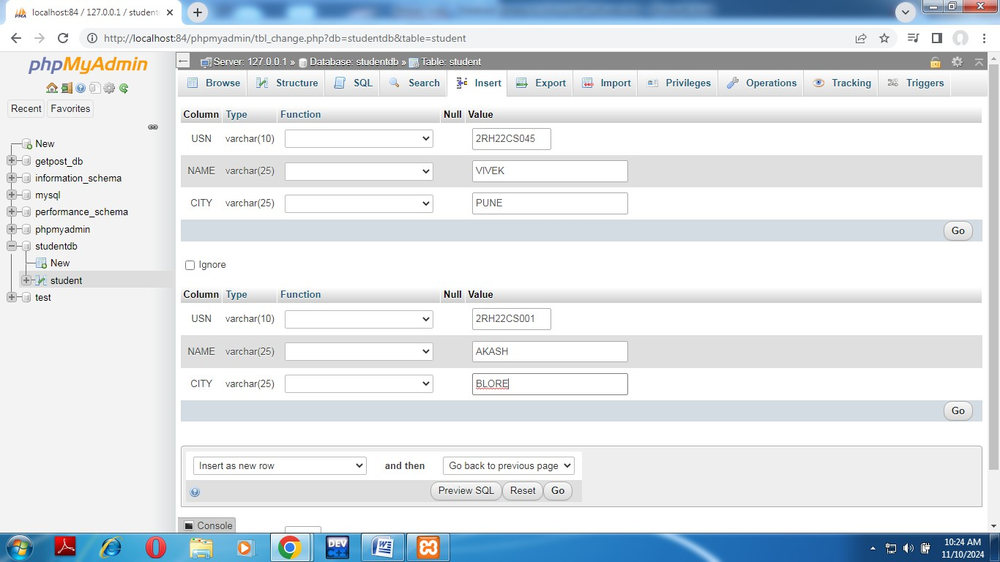 localhost:84 / 127.0.0.1 / student
http://localhost:84/phpmyadmin/tbl_change.php?db=studentdb&table=student
phpMyAdmin
Recent Favorites
New
getpost_db
information_schema
mysql
performance_schema
phpmyadmin
studentdb
New
student
test
Server: 127.0.0.1 » Database: studentdb » Table: student
Browse Structure SQL Search Insert Export Import Privileges Operations Tracking Triggers
Column Type Function Null Value
USN varchar(10) 2RH22CS045
NAME varchar(25) VIVEK
CITY varchar(25) PUNE
Go
Ignore
Column Type Function Null Value
USN varchar(10) 2RH22CS001
NAME varchar(25) AKASH
CITY varchar(25) BLORE
Go
Insert as new row and then Go back to previous page
Preview SQL Reset Go
Console
DEV C++
10:24 AM
11/10/2024